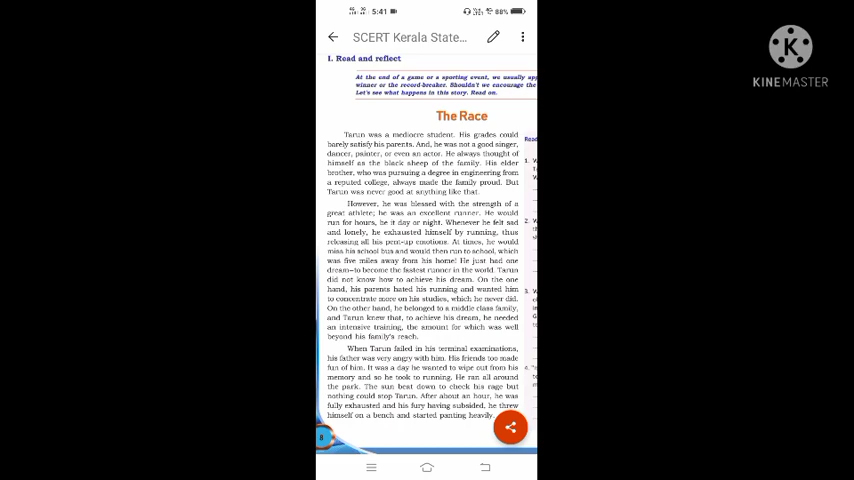 5:41
88%
SCERT Kerala State...
K
KINEMASTER
I. Read and reflect
At the end of a game or a sporting event, we usually app
winner or the record-breaker. Shouldn't we encourage the
Let's see what happens in this story. Read on.
The Race
Tarun was a mediocre student. His grades could
barely satisfy his parents. And, he was not a good singer,
dancer, painter, or even an actor. He always thought of
himself as the black sheep of the family. His elder
brother, who was pursuing a degree in engineering from
a reputed college, always made the family proud. But
Tarun was never good at anything like that.
However, he was blessed with the strength of a
great athlete; he was an excellent runner. He would
run for hours, be it day or night. Whenever he felt sad
and lonely, he exhausted himself by running, thus
releasing all his pent-up emotions. At times, he would
miss his school bus and would then run to school, which
was five miles away from his home! He just had one
dream–to become the fastest runner in the world. Tarun
did not know how to achieve his dream. On the one
hand, his parents hated his running and wanted him
to concentrate more on his studies, which he never did.
On the other hand, he belonged to a middle class family,
and Tarun knew that, to achieve his dream, he needed
an intensive training, the amount for which was well
beyond his family's reach.
When Tarun failed in his terminal examinations,
his father was very angry with him. His friends too made
fun of him. It was a day he wanted to wipe out from his
memory and so he took to running. He ran all around
the park. The sun beat down to check his rage but
nothing could stop Tarun. After about an hour, he was
fully exhausted and his fury having subsided, he threw
himself on a bench and started panting heavily.
Read
1. W
2. W
3. W
4. "
8